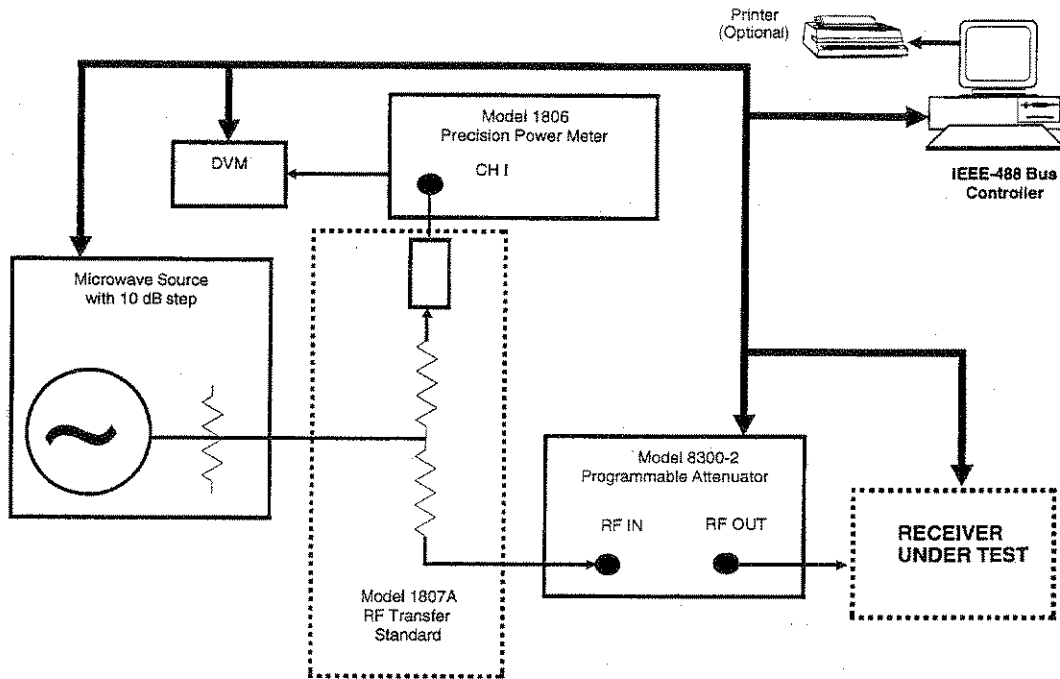 Printer
(Optional)
Model 1806
Precision Power Meter
CH I
DVM
IEEE-488 Bus
Controller
Microwave Source
with 10 dB step
Model 8300-2
Programmable Attenuator
RF IN
RF OUT
RECEIVER
UNDER TEST
Model 1807A
RF Transfer
Standard